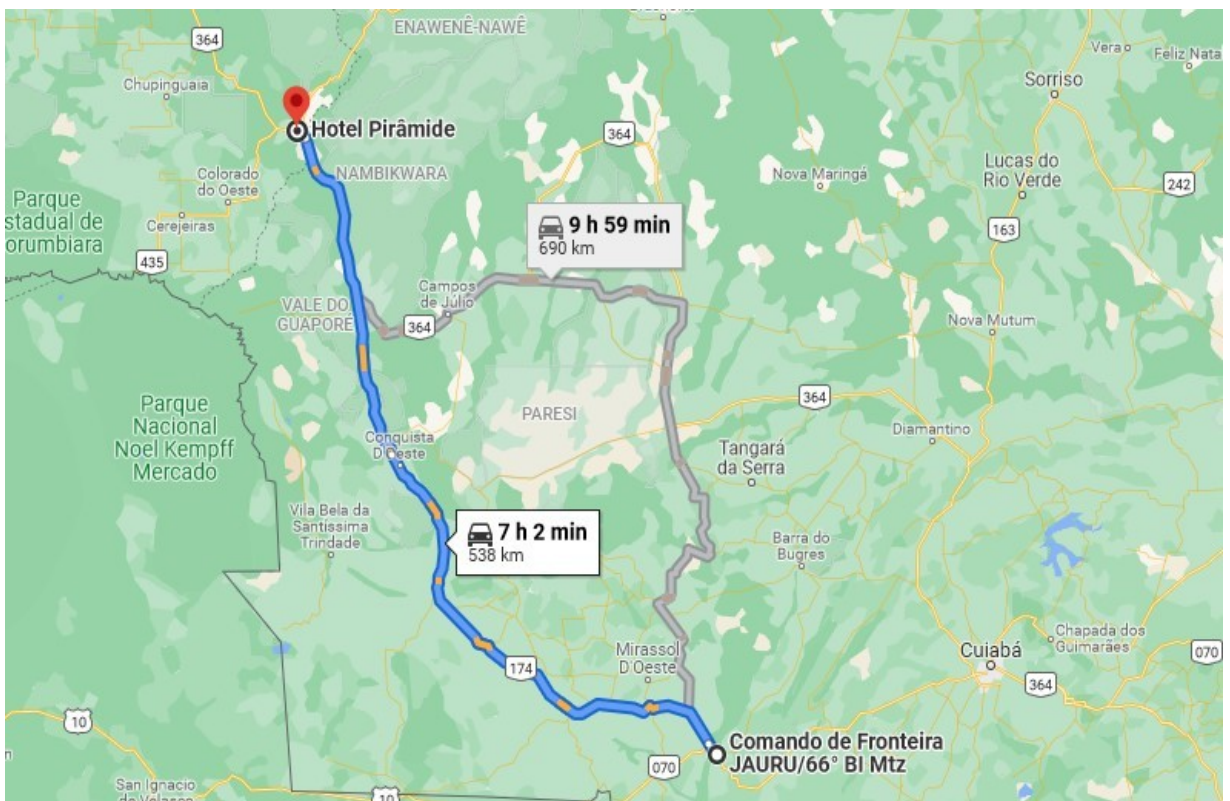 ENAWENÊ-NAWÊ
364
Vera
Feliz Nata
Chupinguaia
Sorriso
Hotel Pirâmide
364
NAMBIKWARA
Colorado
do Oeste
Nova Maringá
Lucas do
Rio Verde
242
Parque
stadual de
orumbiara
Cerejeiras
9 h 59 min
690 km
163
435
Campos
de Júlio
VALE DO
GUAPORÉ
364
Nova Mutum
Parque
Nacional
Noel Kempff
Mercado
PARESI
364
Diamantino
Conquista
D'Oeste
Tangará
da Serra
Vila Bela da
Santíssima
Trindade
7 h 2 min
538 km
Barra do
Bugres
Mirassol
D'Oeste
Chapada dos
Guimarães
Cuiabá
070
174
364
10
Comando de Fronteira
JAURU/66° BI Mtz
070
San Ignacio
10